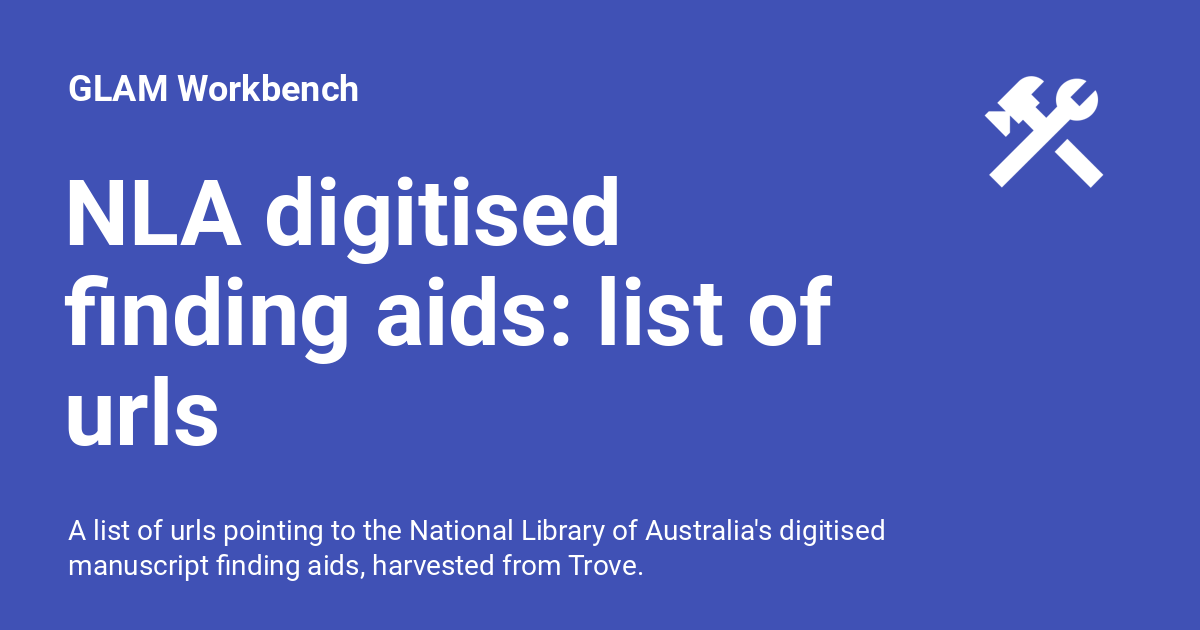 GLAM Workbench
NLA digitised
finding aids: list of
urls
A list of urls pointing to the National Library of Australia's digitised
manuscript finding aids, harvested from Trove.